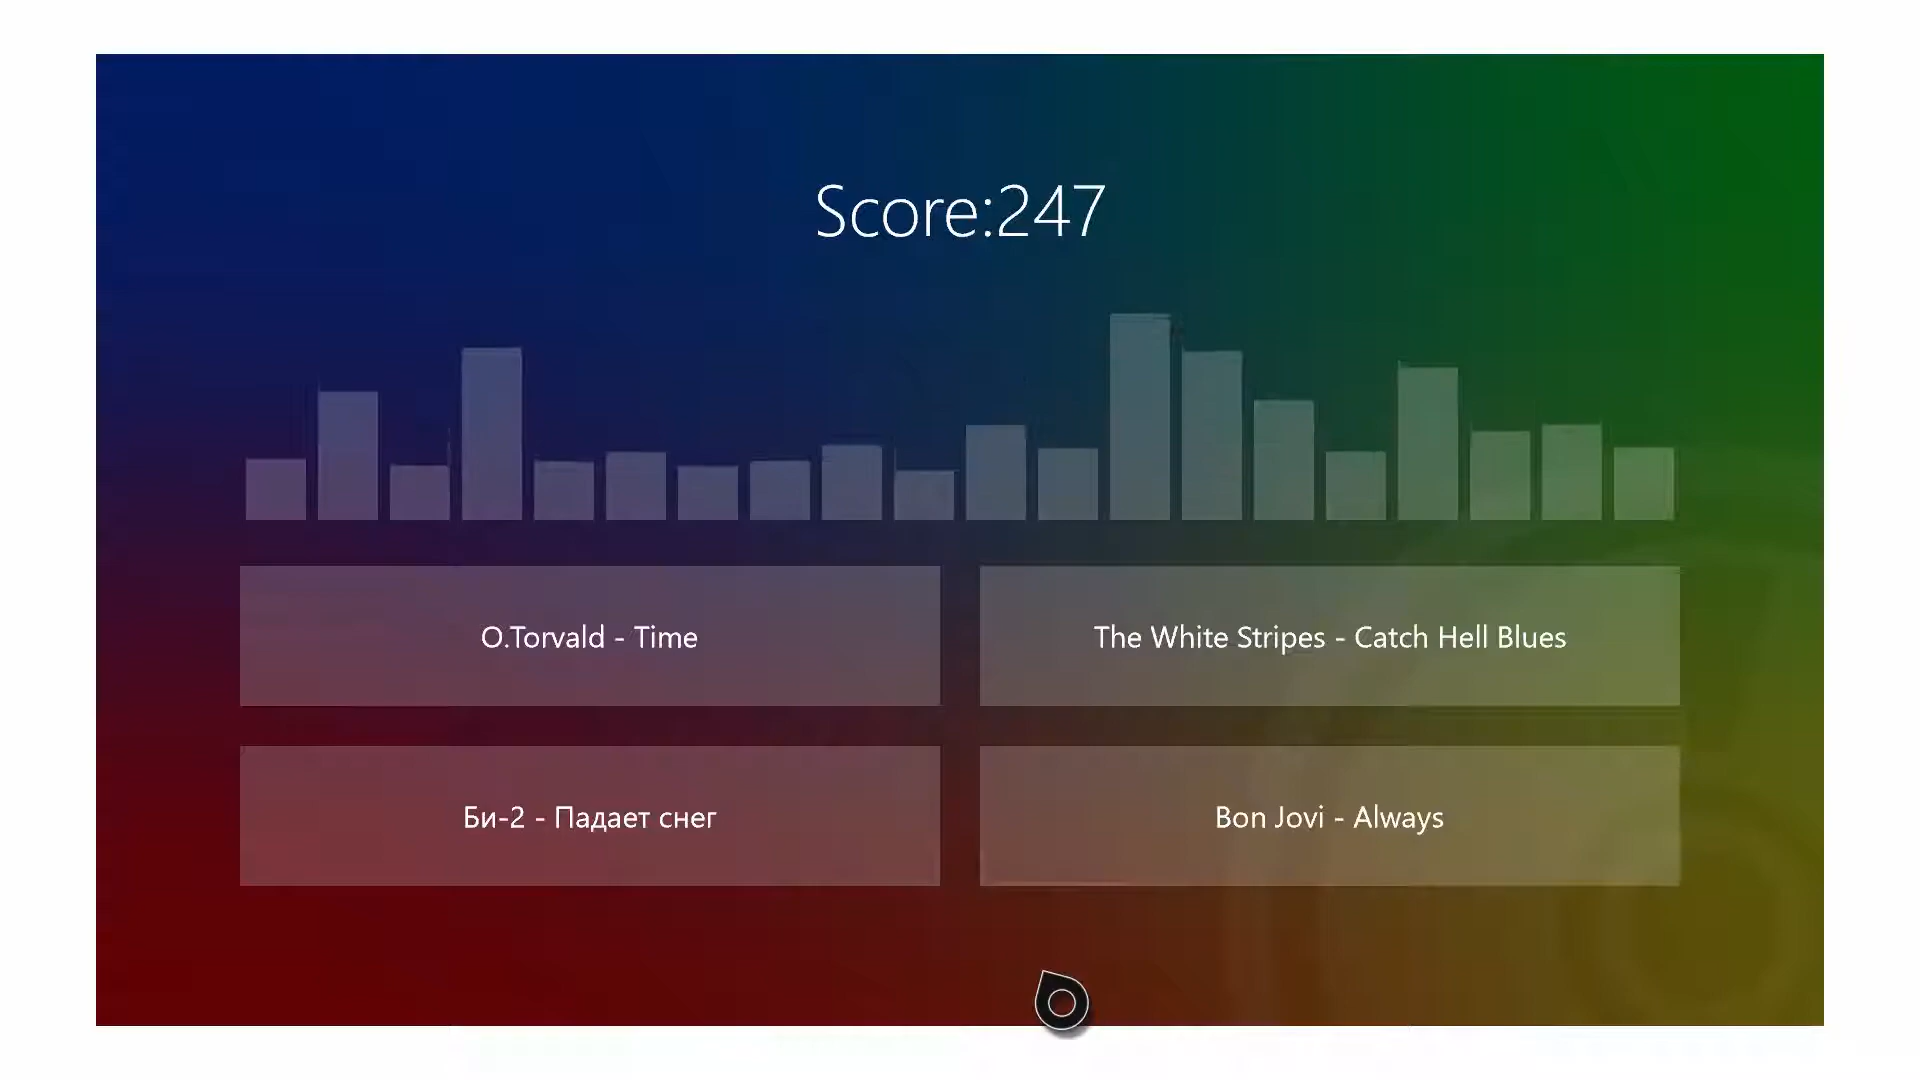 Score:247
O.Torvald - Time
The White Stripes - Catch Hell Blues
Би-2 - Падает снег
Bon Jovi - Always